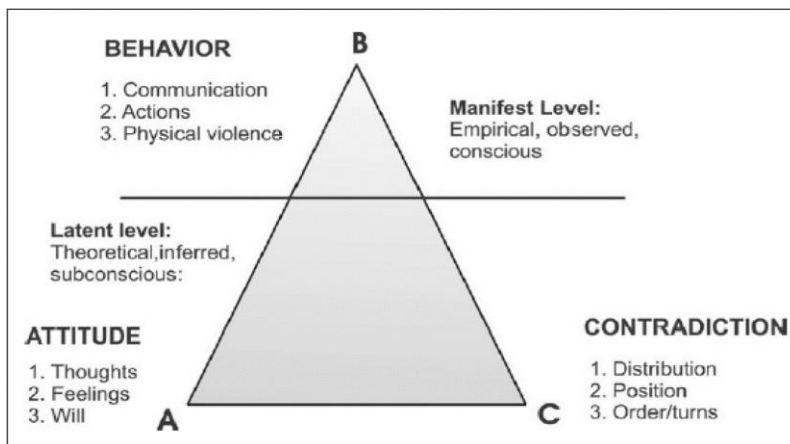 BEHAVIOR
B
1. Communication
2. Actions
3. Physical violence
Manifest Level:
Empirical, observed,
conscious
Latent level:
Theoretical,inferred,
subconscious:
ATTITUDE
1. Thoughts
2. Feelings
3. Will
A
CONTRADICTION
1. Distribution
2. Position
3. Order/turns
C